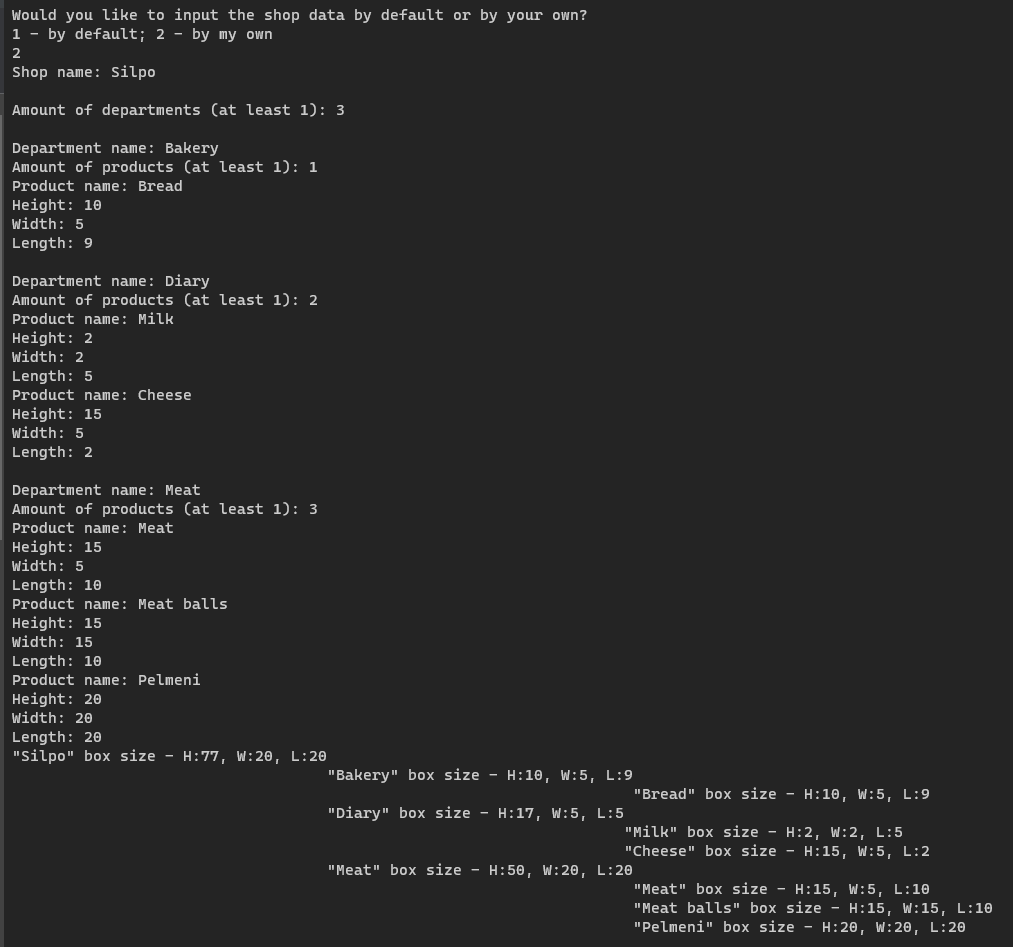 Would you like to input the shop data by default or by your own?
1 - by default; 2 - by my own
2
Shop name: Silpo
Amount of departments (at least 1): 3
Department name: Bakery
Amount of products (at least 1): 1
Product name: Bread
Height: 10
Width: 5
Length: 9
Department name: Diary
Amount of products (at least 1): 2
Product name: Milk
Height: 2
Width: 2
Length: 5
Product name: Cheese
Height: 15
Width: 5
Length: 2
Department name: Meat
Amount of products (at least 1): 3
Product name: Meat
Height: 15
Width: 5
Length: 10
Product name: Meat balls
Height: 15
Width: 15
Length: 10
Product name: Pelmeni
Height: 20
Width: 20
Length: 20
"Silpo" box size - H:77, W:20, L:20
"Bakery" box size - H:10, W:5, L:9
"Bread" box size - H:10, W:5, L:9
"Diary" box size - H:17, W:5, L:5
"Milk" box size - H:2, W:2, L:5
"Cheese" box size - H:15, W:5, L:2
"Meat" box size - H:50, W:20, L:20
"Meat" box size - H:15, W:5, L:10
"Meat balls" box size - H:15, W:15, L:10
"Pelmeni" box size - H:20, W:20, L:20